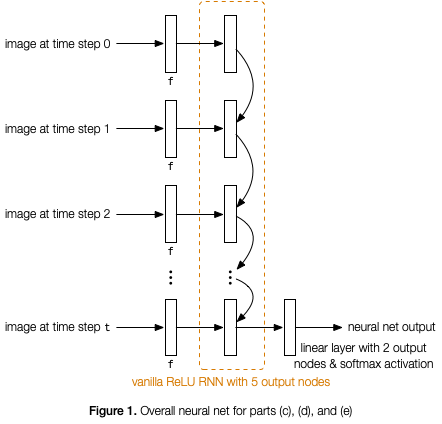 image at time step 0
f
image at time step 1
f
image at time step 2
f
image at time step t
f
neural net output
linear layer with 2 output
nodes & softmax activation
vanilla ReLU RNN with 5 output nodes
Figure 1. Overall neural net for parts (c), (d), and (e)